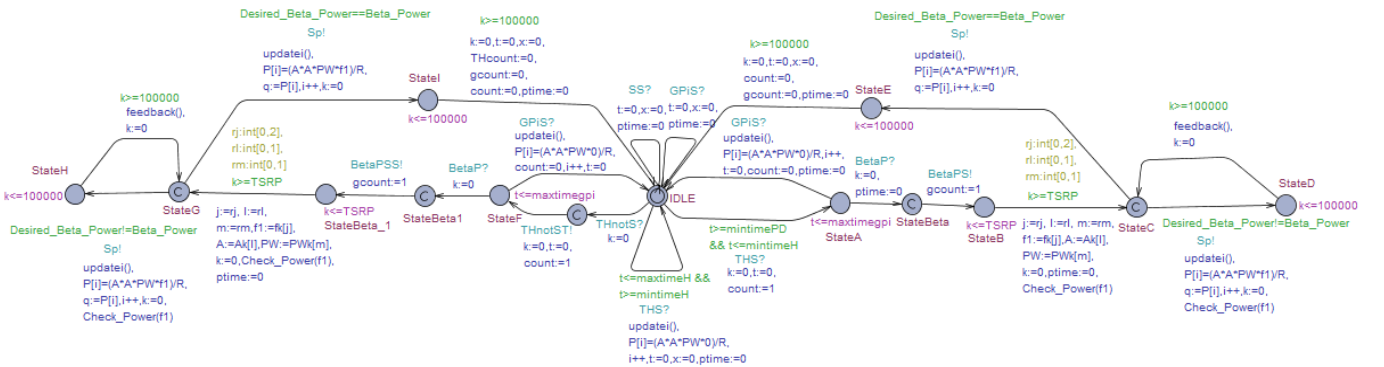 Desired_Beta_Power==Beta_Power
Sp!
updatei(),
P[i]=(A*A*PW*f1)/R,
q:=P[i],i++,k:=0
StateI
k<=100000
k>=100000
k:=0,t:=0,x:=0,
THcount:=0,
gcount:=0,
count:=0,ptime:=0
k>=100000
feedback(),
k:=0
StateH
k<=100000
rj:int[0,2],
rl:int[0,1],
rm:int[0,1]
k>=TSRP
C
StateG
Desired_Beta_Power!=Beta_Power
Sp!
updatei(),
P[i]=(A*A*PW*f1)/R,
q:=P[i],i++,k:=0,
Check_Power(f1)
j:=rj, l:=rl,
m:=rm,f1:=fk[j],
A:=Ak[l],PW:=PWk[m],
k:=0,Check_Power(f1),
ptime:=0
BetaPSS!
gcount:=1
k<=TSRP
StateBeta_1
C
StateBeta1
BetaP?
k:=0
GPiS?
updatei(),
P[i]=(A*A*PW*0)/R,
count:=0,i++,t:=0
t<=maxtimegpi
StateF
C
THnotST!
k:=0,t:=0,
count:=1
THnotS?
k:=0
SS?
t:=0,x:=0,
ptime:=0
GPiS?
t:=0,x:=0,
ptime:=0
C
IDLE
t<=maxtimeH &&
t>=mintimeH
THS?
updatei(),
P[i]=(A*A*PW*0)/R,
i++,t:=0,x:=0,ptime:=0
k>=100000
k:=0,t:=0,x:=0,
count:=0,
gcount:=0,ptime:=0
GPiS?
updatei(),
P[i]=(A*A*PW*0)/R,i++,
t:=0,count:=0,ptime:=0
t>=mintimePD
&& t<=mintimeH
THS?
k:=0,t:=0,
count:=1
t<=maxtimegpi
StateA
BetaP?
k:=0,
ptime:=0
C
StateBeta
BetaPS!
gcount:=1
k<=TSRP
StateB
Desired_Beta_Power==Beta_Power
Sp!
updatei(),
P[i]=(A*A*PW*f1)/R,
q:=P[i],i++,k:=0
StateE
k<=100000
rj:int[0,2],
rl:int[0,1],
rm:int[0,1]
k>=TSRP
j:=rj, l:=rl, m:=rm,
f1:=fk[j],A:=Ak[l],
PW:=PWk[m],
k:=0,ptime:=0,
Check_Power(f1)
C
StateC
k>=100000
feedback(),
k:=0
StateD
k<=100000
Desired_Beta_Power!=Beta_Power
Sp!
updatei(),
P[i]=(A*A*PW*f1)/R,
q:=P[i],i++,k:=0,
Check_Power(f1)